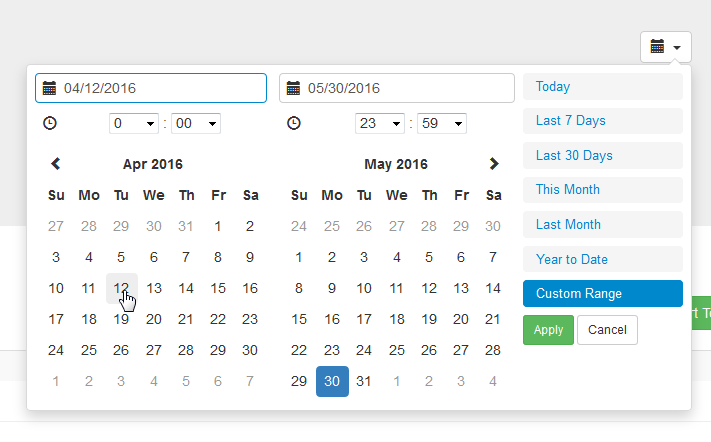 04/12/2016 05/30/2016 Today
0 : 00 23 : 59 Last 7 Days
Last 30 Days
Apr 2016 May 2016
This Month
Su Mo Tu We Th Fr Sa Su Mo Tu We Th Fr Sa
27 28 29 30 31 1 2 24 25 26 27 28 29 30 Last Month
3 4 5 6 7 8 9 1 2 3 4 5 6 7 Year to Date
10 11 12 13 14 15 16 8 9 10 11 12 13 14 Custom Range
17 18 19 20 21 22 23 15 16 17 18 19 20 21 Apply Cancel
24 25 26 27 28 29 30 22 23 24 25 26 27 28
1 2 3 4 5 6 7 29 30 31 1 2 3 4